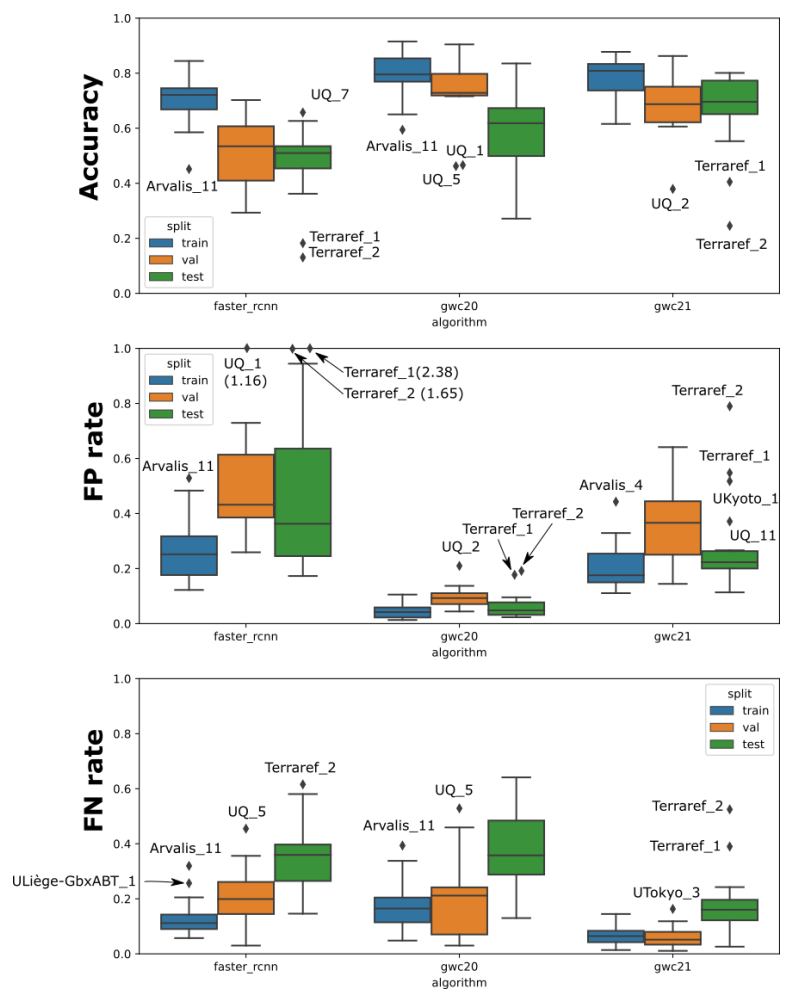 Accuracy
1.0
0.8
0.6
0.4
0.2
0.0
UQ_7
Arvalis_11
Terraref_1
Terraref_2
Arvalis_11
UQ_1
UQ_5
Terraref_1
UQ_2
Terraref_2
split
train
val
test
faster_rcnn
gwc20
gwc21
algorithm
FP rate
1.0
0.8
0.6
0.4
0.2
0.0
split
train
val
test
UQ_1
(1.16)
Terraref_1(2.38)
Terraref_2 (1.65)
Arvalis_11
Terraref_1
Terraref_2
UQ_2
Terraref_2
Terraref_1
Arvalis_4
UKyoto_1
UQ_11
faster_rcnn
gwc20
gwc21
algorithm
FN rate
1.0
0.8
0.6
0.4
0.2
0.0
split
train
val
test
Terraref_2
UQ_5
Arvalis_11
ULiège-GbxABT_1
UQ_5
Arvalis_11
Terraref_2
Terraref_1
UTokyo_3
faster_rcnn
gwc20
gwc21
algorithm